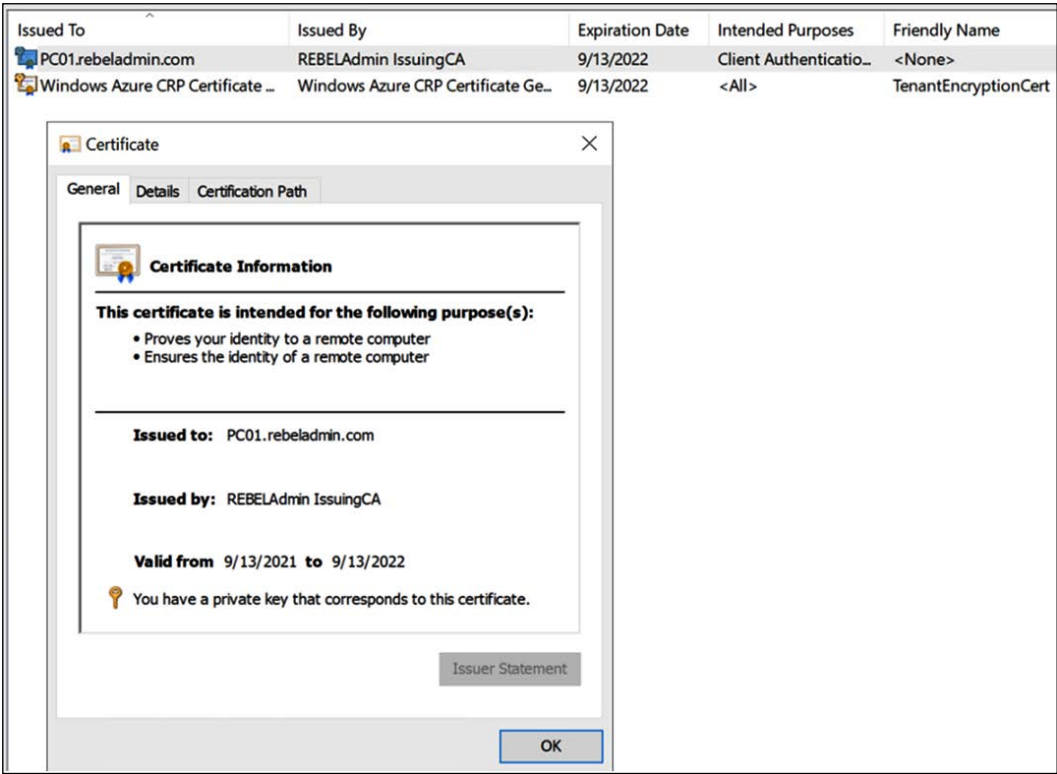 Issued To Issued By Expiration Date Intended Purposes Friendly Name
PC01.rebeladmin.com REBELAdmin IssuingCA 9/13/2022 Client Authenticatio... <None>
Windows Azure CRP Certificate ... Windows Azure CRP Certificate Ge... 9/13/2022 <All> TenantEncryptionCert
Certificate
General Details Certification Path
Certificate Information
This certificate is intended for the following purpose(s):
• Proves your identity to a remote computer
• Ensures the identity of a remote computer
Issued to: PC01.rebeladmin.com
Issued by: REBELAdmin IssuingCA
Valid from 9/13/2021 to 9/13/2022
You have a private key that corresponds to this certificate.
Issuer Statement
OK